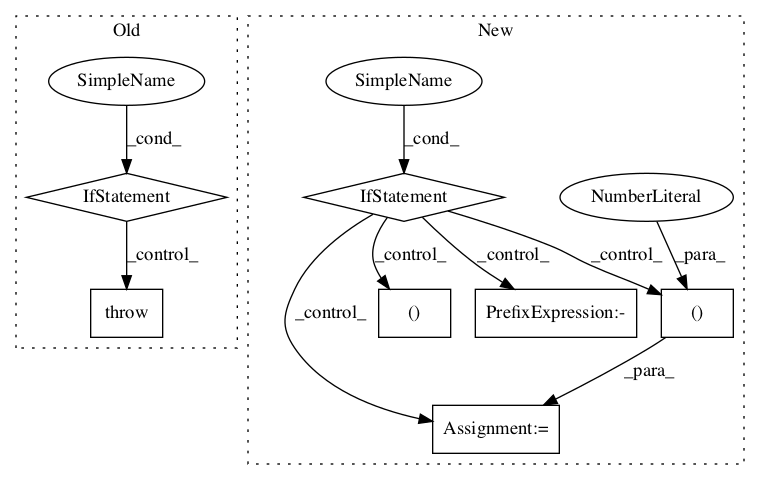 Old
New
SimpleName
SimpleName
_cond_
_cond_
IfStatement
IfStatement
NumberLiteral
_control_
_control_
_control_
_control_
_para_
_control_
throw
()
PrefixExpression:-
()
_para_
Assignment:=